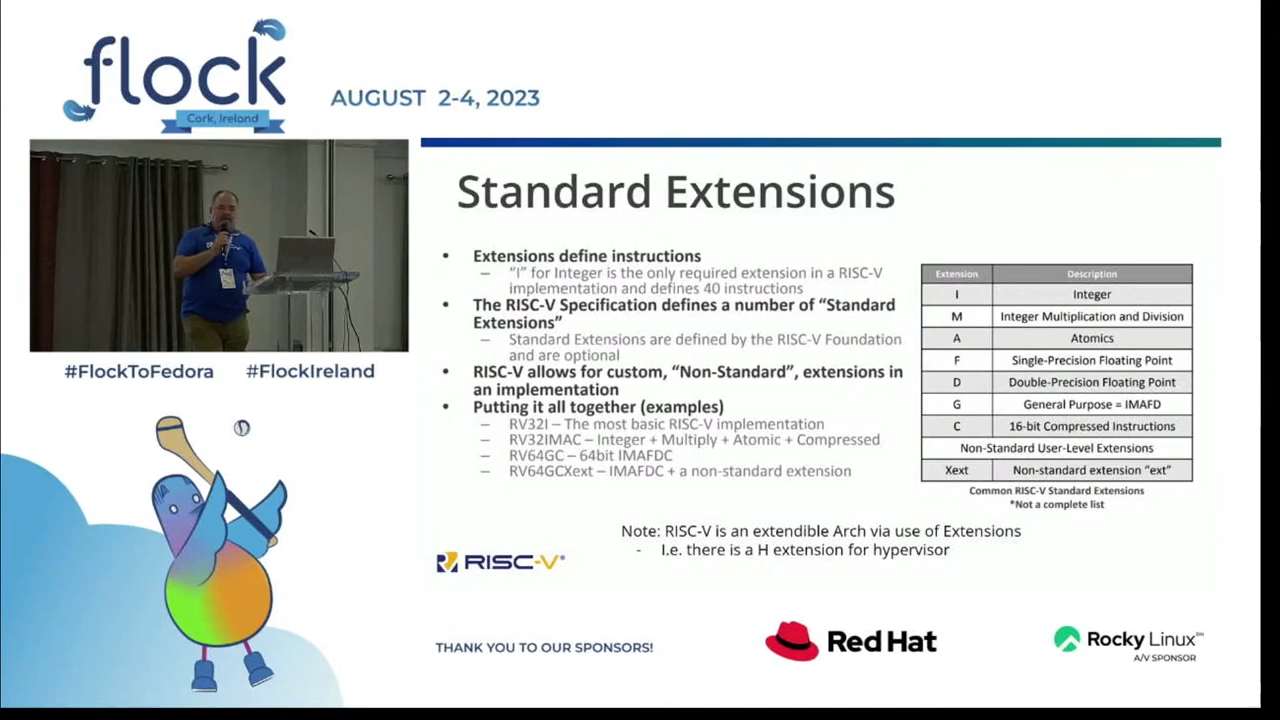 flock
Cork, Ireland
AUGUST 2-4, 2023
#FlockToFedora #FlockIreland
Standard Extensions
• Extensions define instructions
– “I” for Integer is the only required extension in a RISC-V
implementation and defines 40 instructions
• The RISC-V Specification defines a number of “Standard
Extensions”
– Standard Extensions are defined by the RISC-V Foundation
and are optional
• RISC-V allows for custom, “Non-Standard”, extensions in
an implementation
• Putting it all together (examples)
– RV32I – The most basic RISC-V implementation
– RV32IMAC – Integer + Multiply + Atomic + Compressed
– RV64GC – 64bit IMAFDC
– RV64GCXext – IMAFDC + a non-standard extension
Extension Description
I Integer
M Integer Multiplication and Division
A Atomics
F Single-Precision Floating Point
D Double-Precision Floating Point
G General Purpose = IMAFD
C 16-bit Compressed Instructions
Non-Standard User-Level Extensions
Xext Non-standard extension “ext”
Common RISC-V Standard Extensions
*Not a complete list
Note: RISC-V is an extendible Arch via use of Extensions
- I.e. there is a H extension for hypervisor
RISC-V®
THANK YOU TO OUR SPONSORS!
Red Hat
Rocky Linux™
A/V SPONSOR